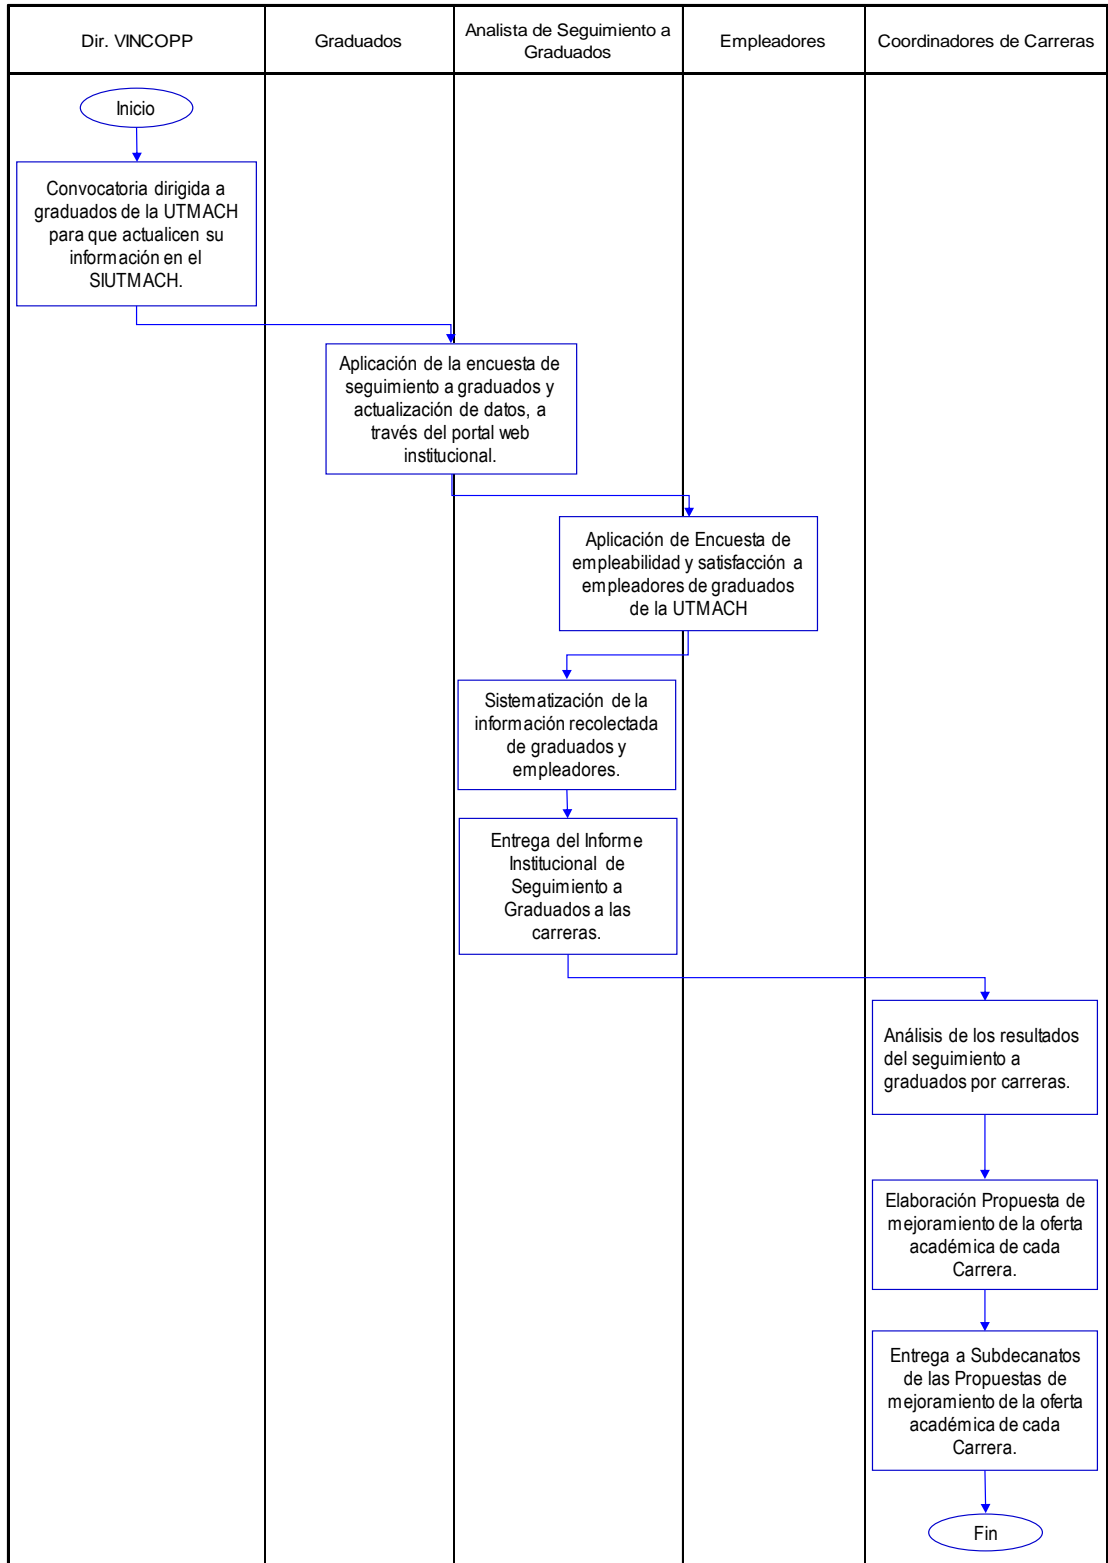 Dir. VINCOPP
Graduados
Analista de Seguimiento a
Graduados
Empleadores
Coordinadores de Carreras
Inicio
Convocatoria dirigida a
graduados de la UTMACH
para que actualicen su
información en el
SIUTMACH.
Aplicación de la encuesta de
seguimiento a graduados y
actualización de datos, a
través del portal web
institucional.
Aplicación de Encuesta de
empleabilidad y satisfacción a
empleadores de graduados
de la UTMACH
Sistematización de la
información recolectada
de graduados y
empleadores.
Entrega del Informe
Institucional de
Seguimiento a
Graduados a las
carreras.
Análisis de los resultados
del seguimiento a
graduados por carreras.
Elaboración Propuesta de
mejoramiento de la oferta
académica de cada
Carrera.
Entrega a Subdecanatos
de las Propuestas de
mejoramiento de la oferta
académica de cada
Carrera.
Fin